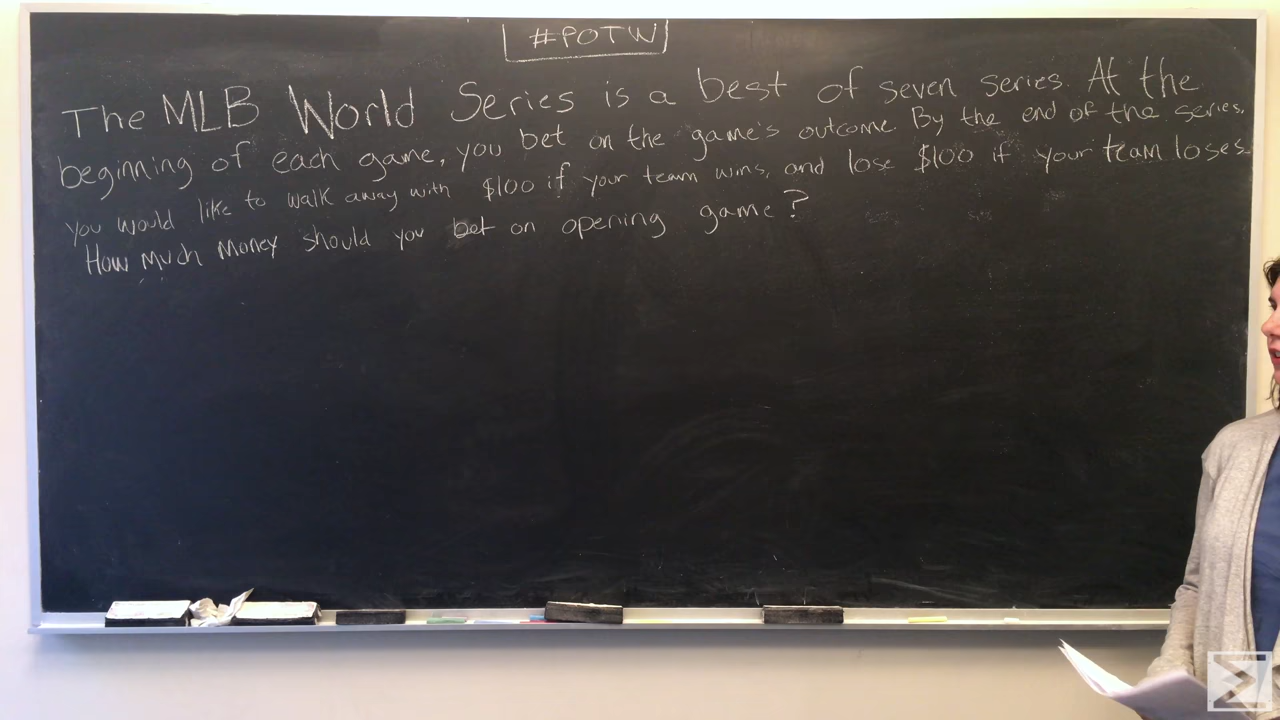 #POTW
The MLB World Series is a best of seven series. At the
beginning of each game, you bet on the game's outcome. By the end of the series,
you would like to walk away with $100 if your team wins, and lose $100 if your team loses.
How much money should you bet on opening game?